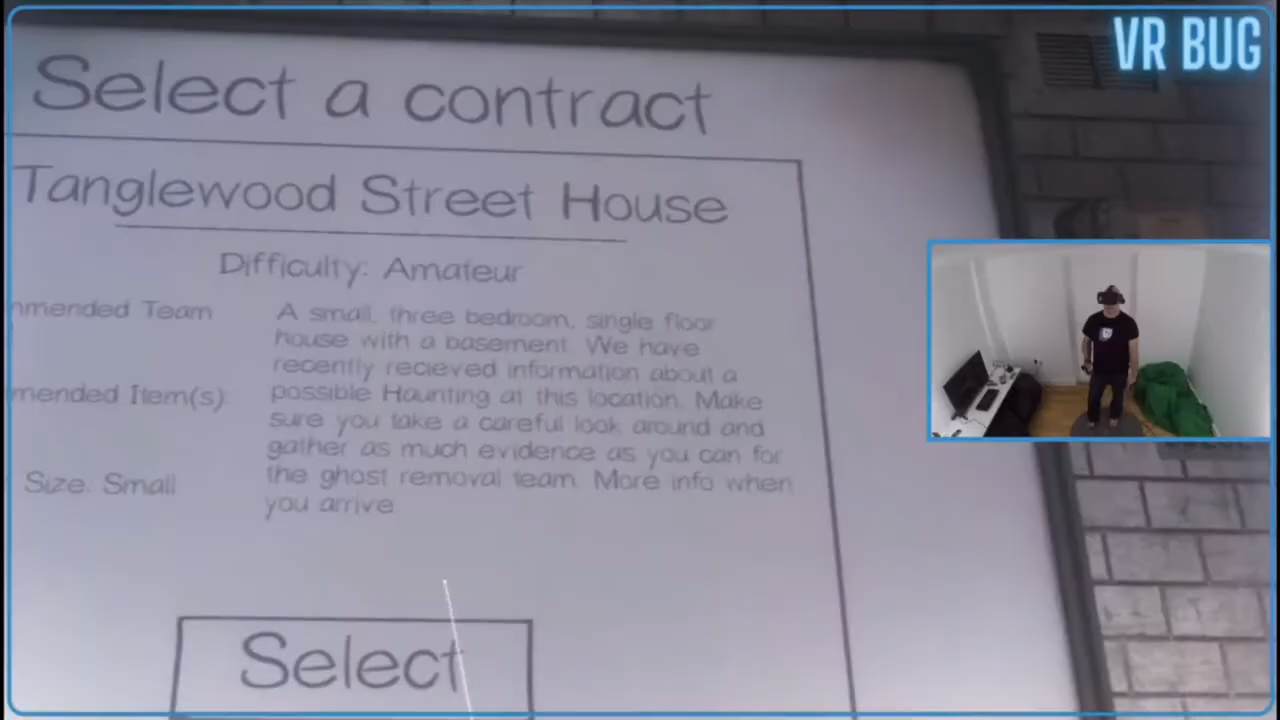 VR BUG
Select a contract
Tanglewood Street House
Difficulty: Amateur
mmended Team
mended Item(s):
Size: Small
A small, three bedroom, single floor
house with a basement. We have
recently recieved information about a
possible Haunting at this location. Make
sure you take a careful look around and
gather as much evidence as you can for
the ghost removal team. More info when
you arrive.
Select